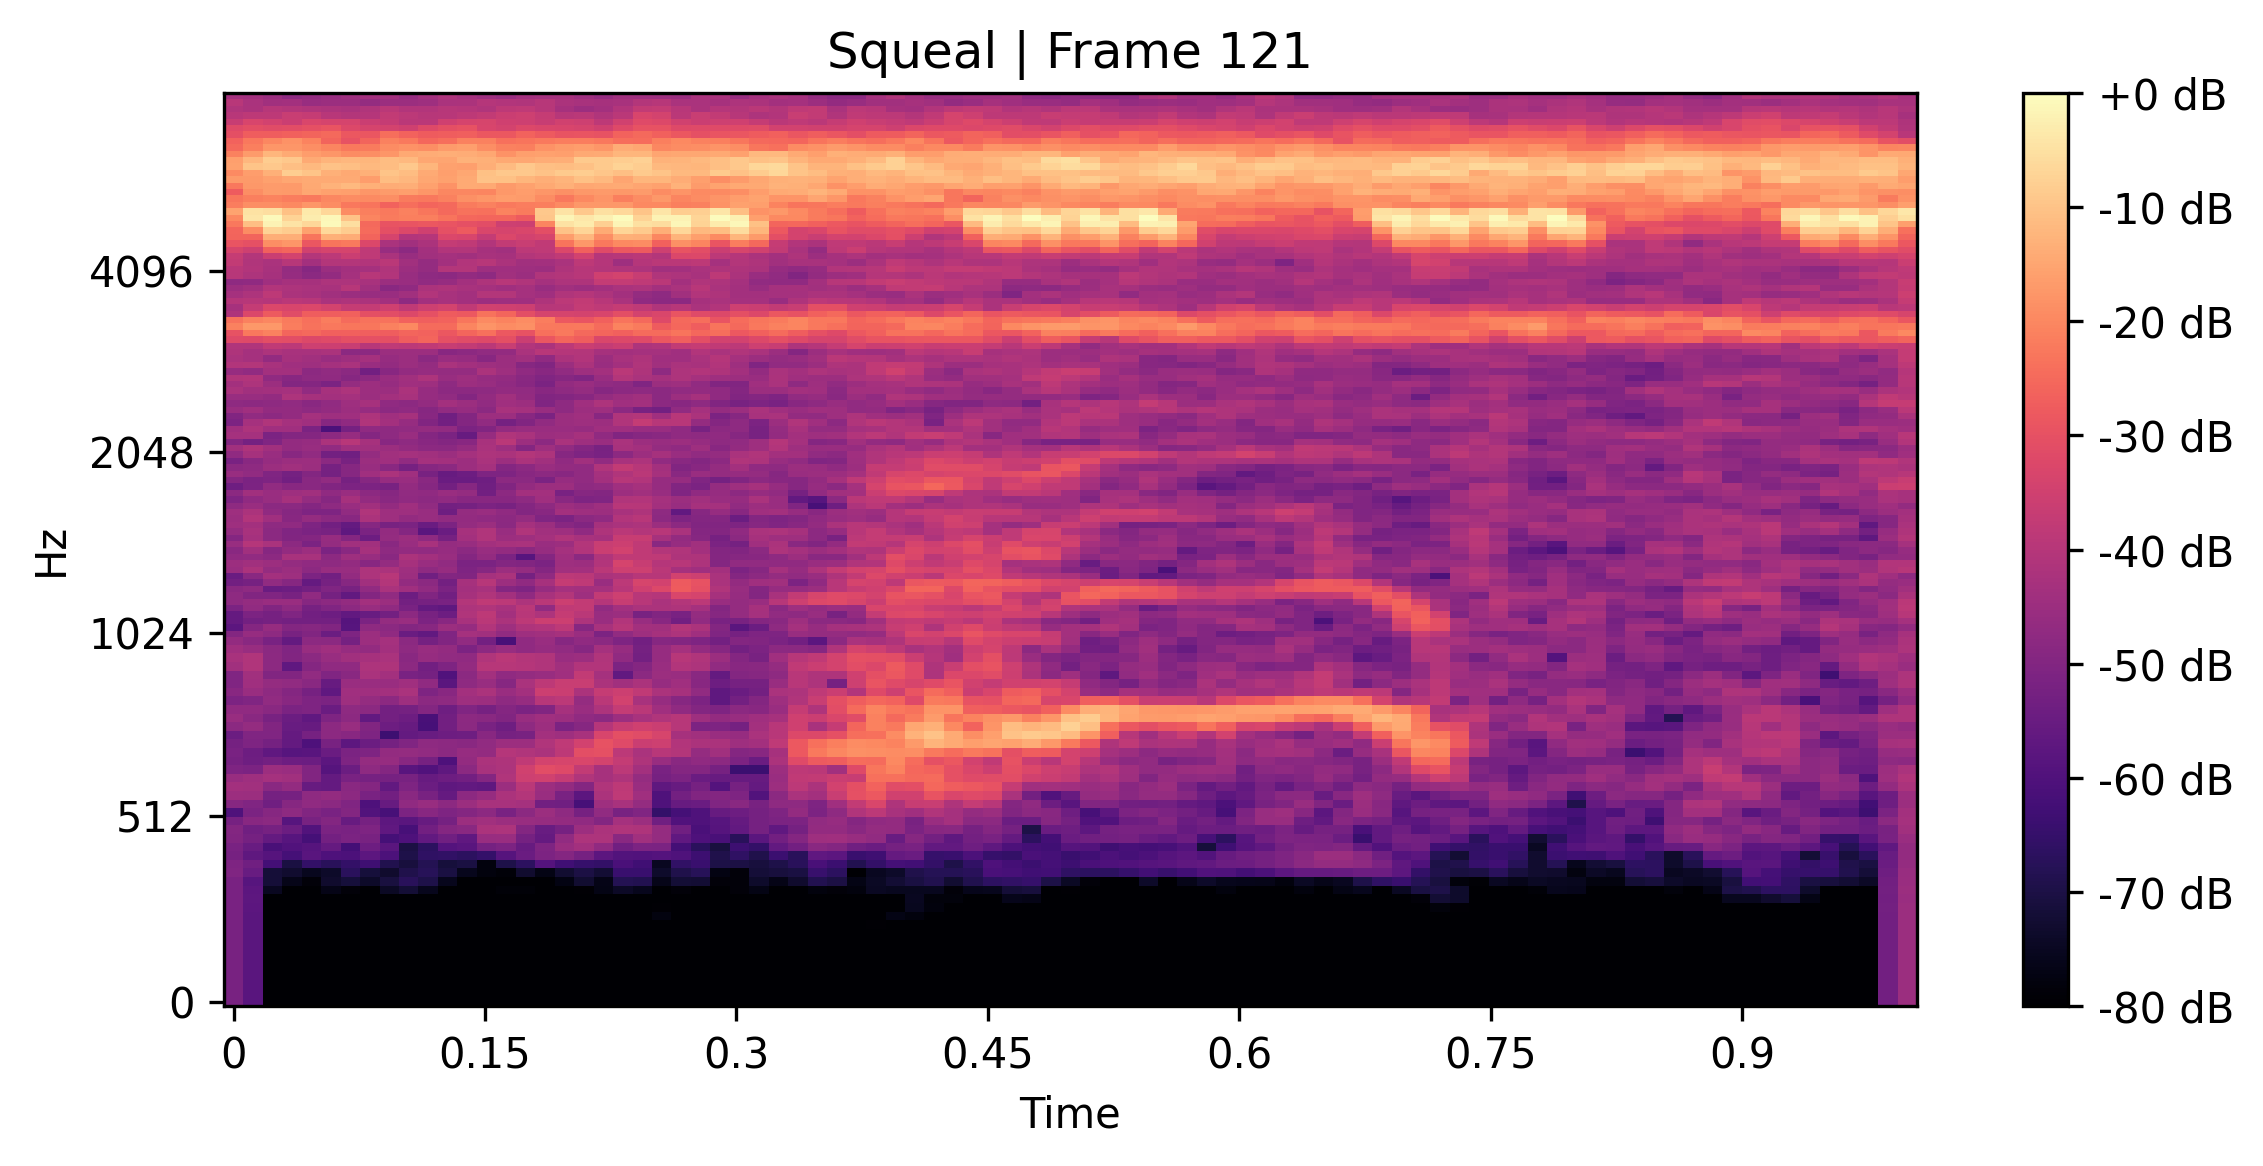 Squeal | Frame 121
Hz
4096
2048
1024
512
0
0 0.15 0.3 0.45 0.6 0.75 0.9
Time
+0 dB
-10 dB
-20 dB
-30 dB
-40 dB
-50 dB
-60 dB
-70 dB
-80 dB